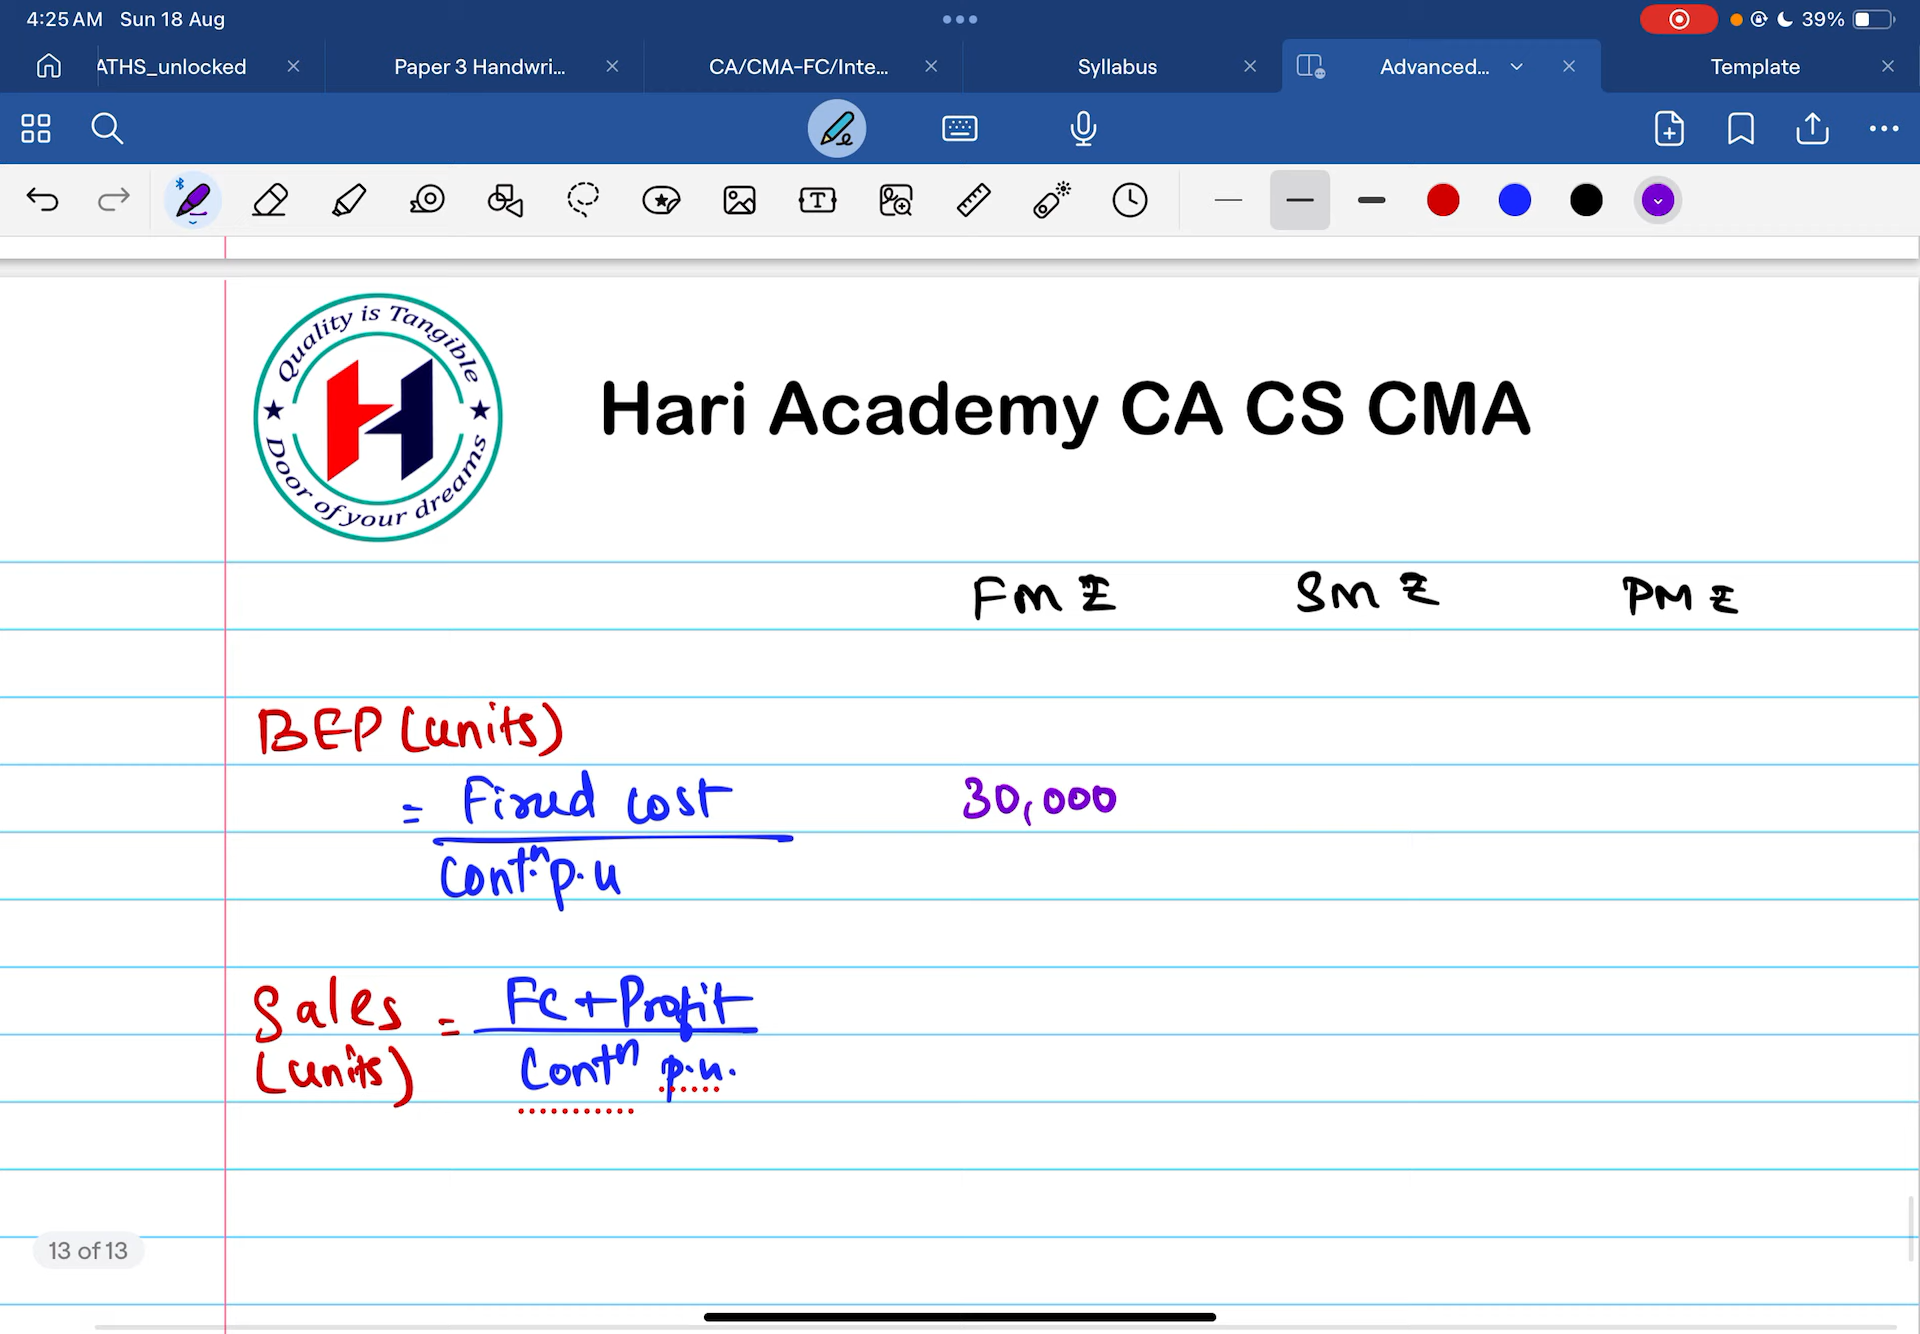 4:25 AM Sun 18 Aug
39%
ATHS_unlocked
Paper 3 Handwri...
CA/CMA-FC/Inte...
Syllabus
Advanced...
Template
Quality is Tangible
Door of your dreams
Hari Academy CA CS CMA
FM ₹ SM ₹ PM ₹
BEP (units)
= Fixed cost 30,000
Contⁿ p.u
Sales = FC + Profit
(units) Contⁿ p.u.
13 of 13